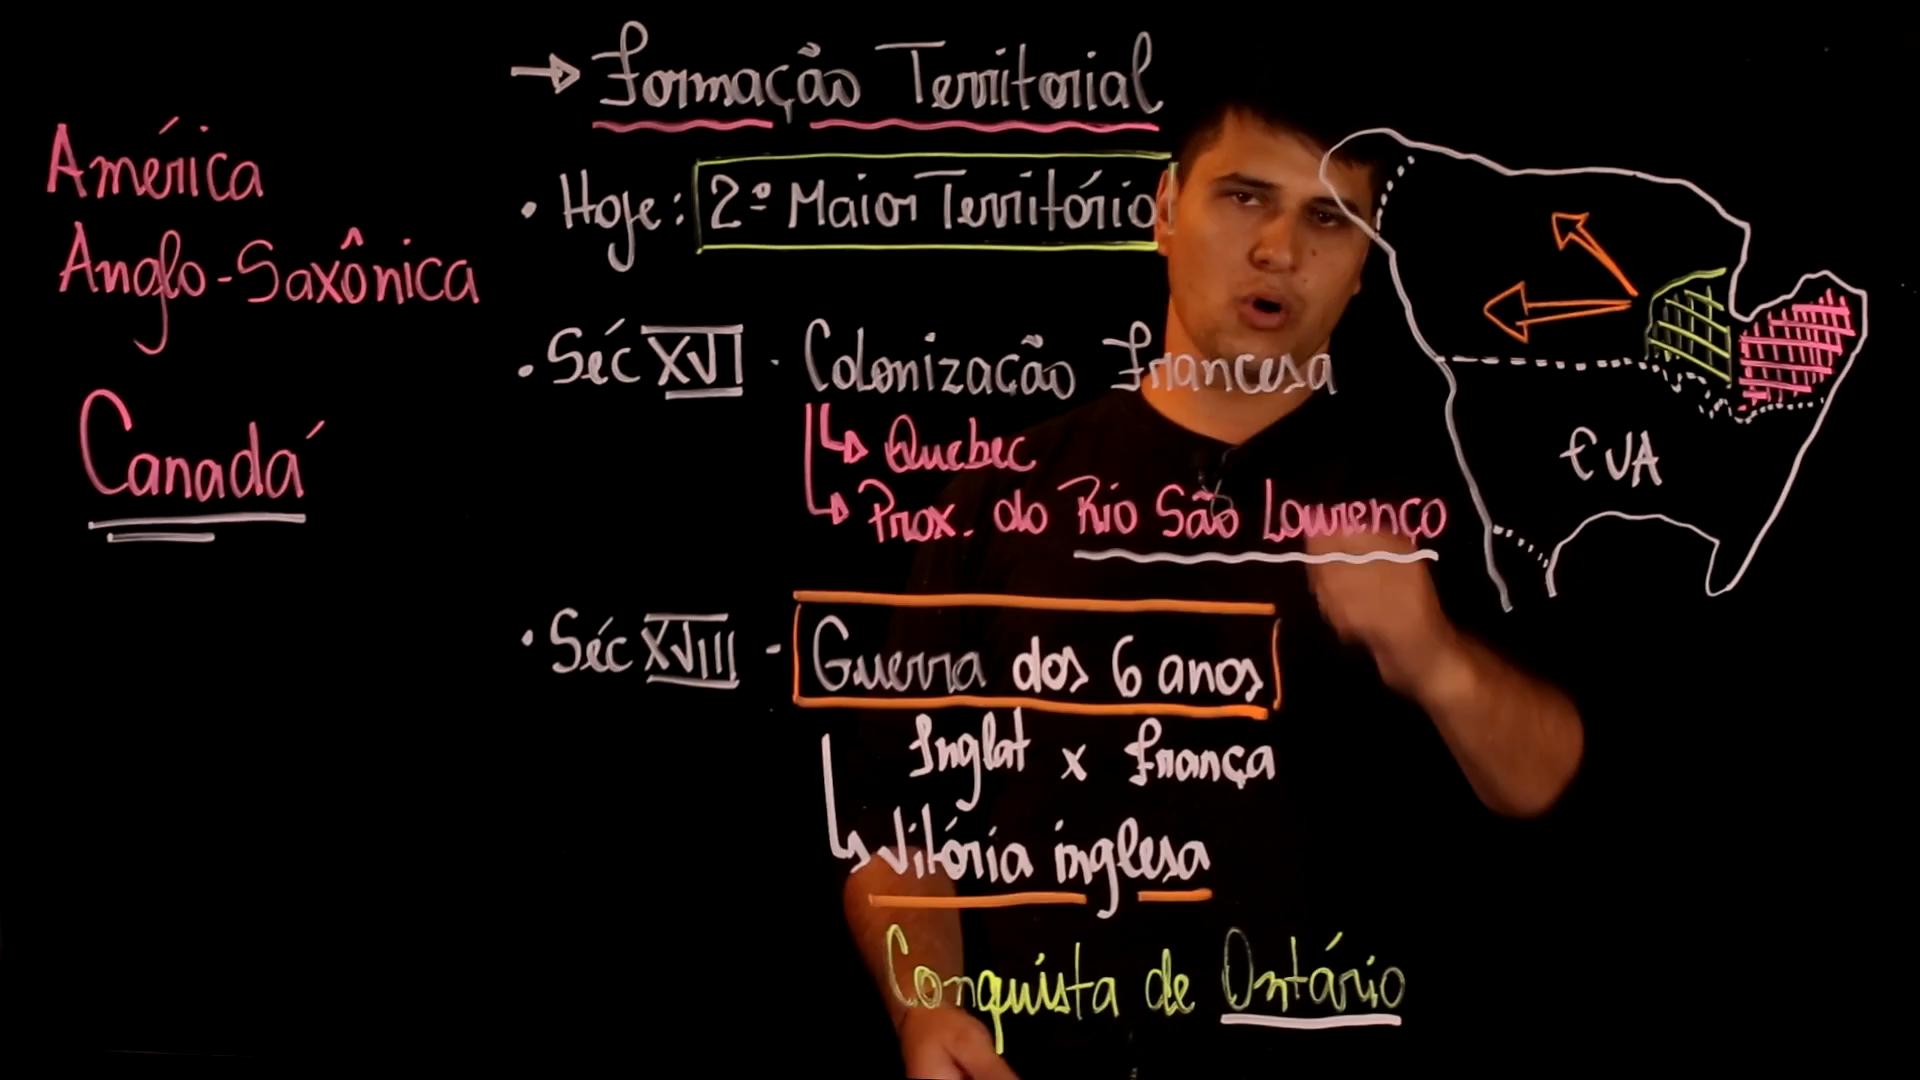 América
Anglo-Saxônica
Canadá
→ Formação Territorial
• Hoje: 2º Maior Território
• Séc XVI - Colonização Francesa
Quebec
Prox. do Rio São Lourenço
• Séc XVIII - Guerra dos 6 anos
Inglat x França
Vitória inglesa
Conquista de Ontário
EUA